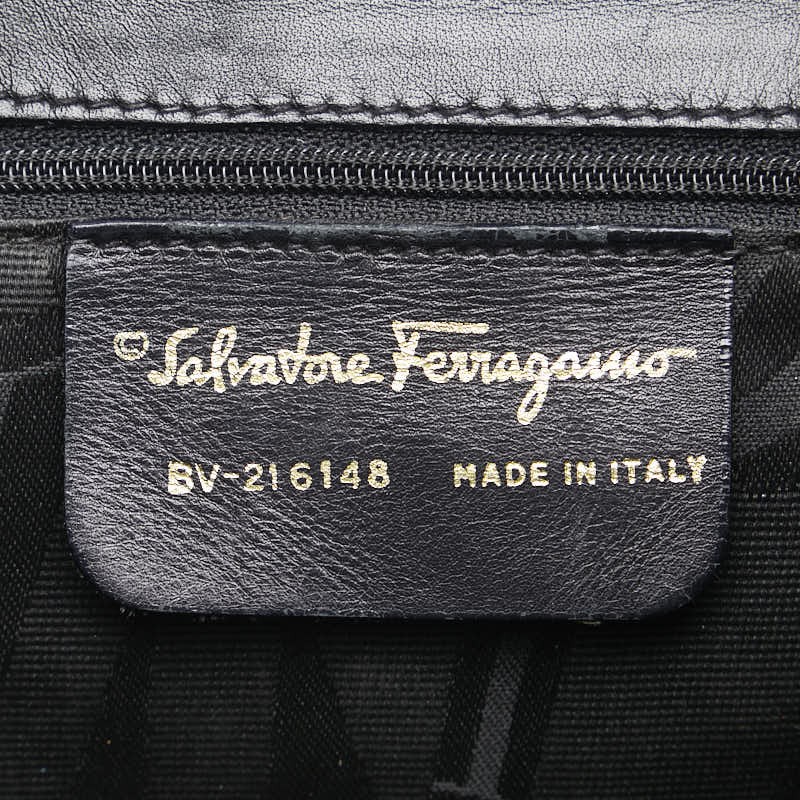 © Salvatore Ferragamo
BV-216148 MADE IN ITALY